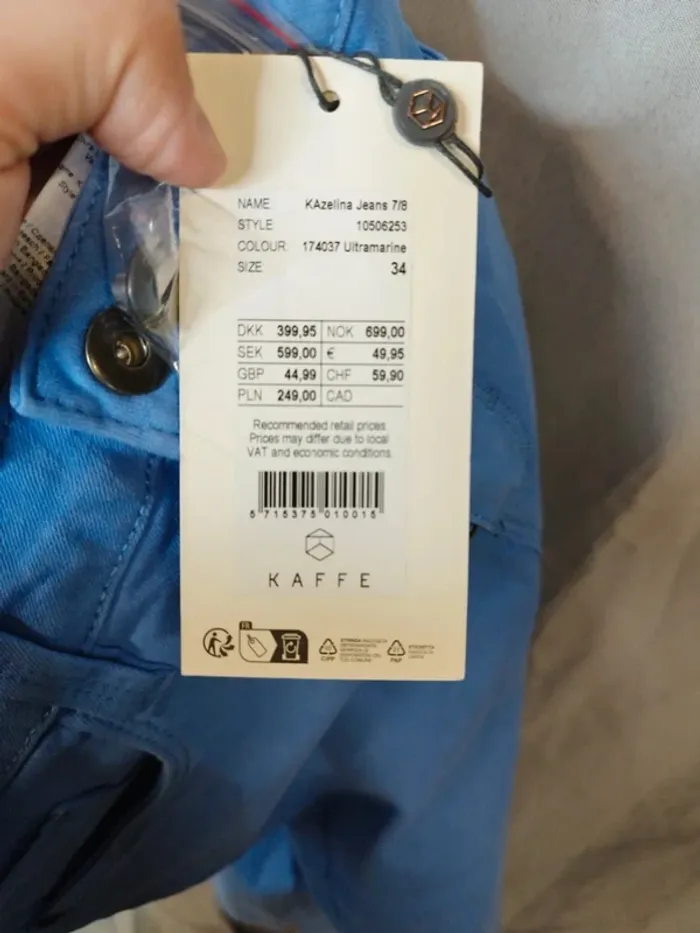 NAME KAzelina Jeans 7/8
STYLE 10506253
COLOUR: 174037 Ultramarine
SIZE 34
DKK 399,95 NOK 699,00
SEK 599,00 € 49,95
GBP 44,99 CHF 59,90
PLN 249,00 CAD
Recommended retail prices
Prices may differ due to local
VAT and economic conditions
5 715375 010015
KAFFE
FR